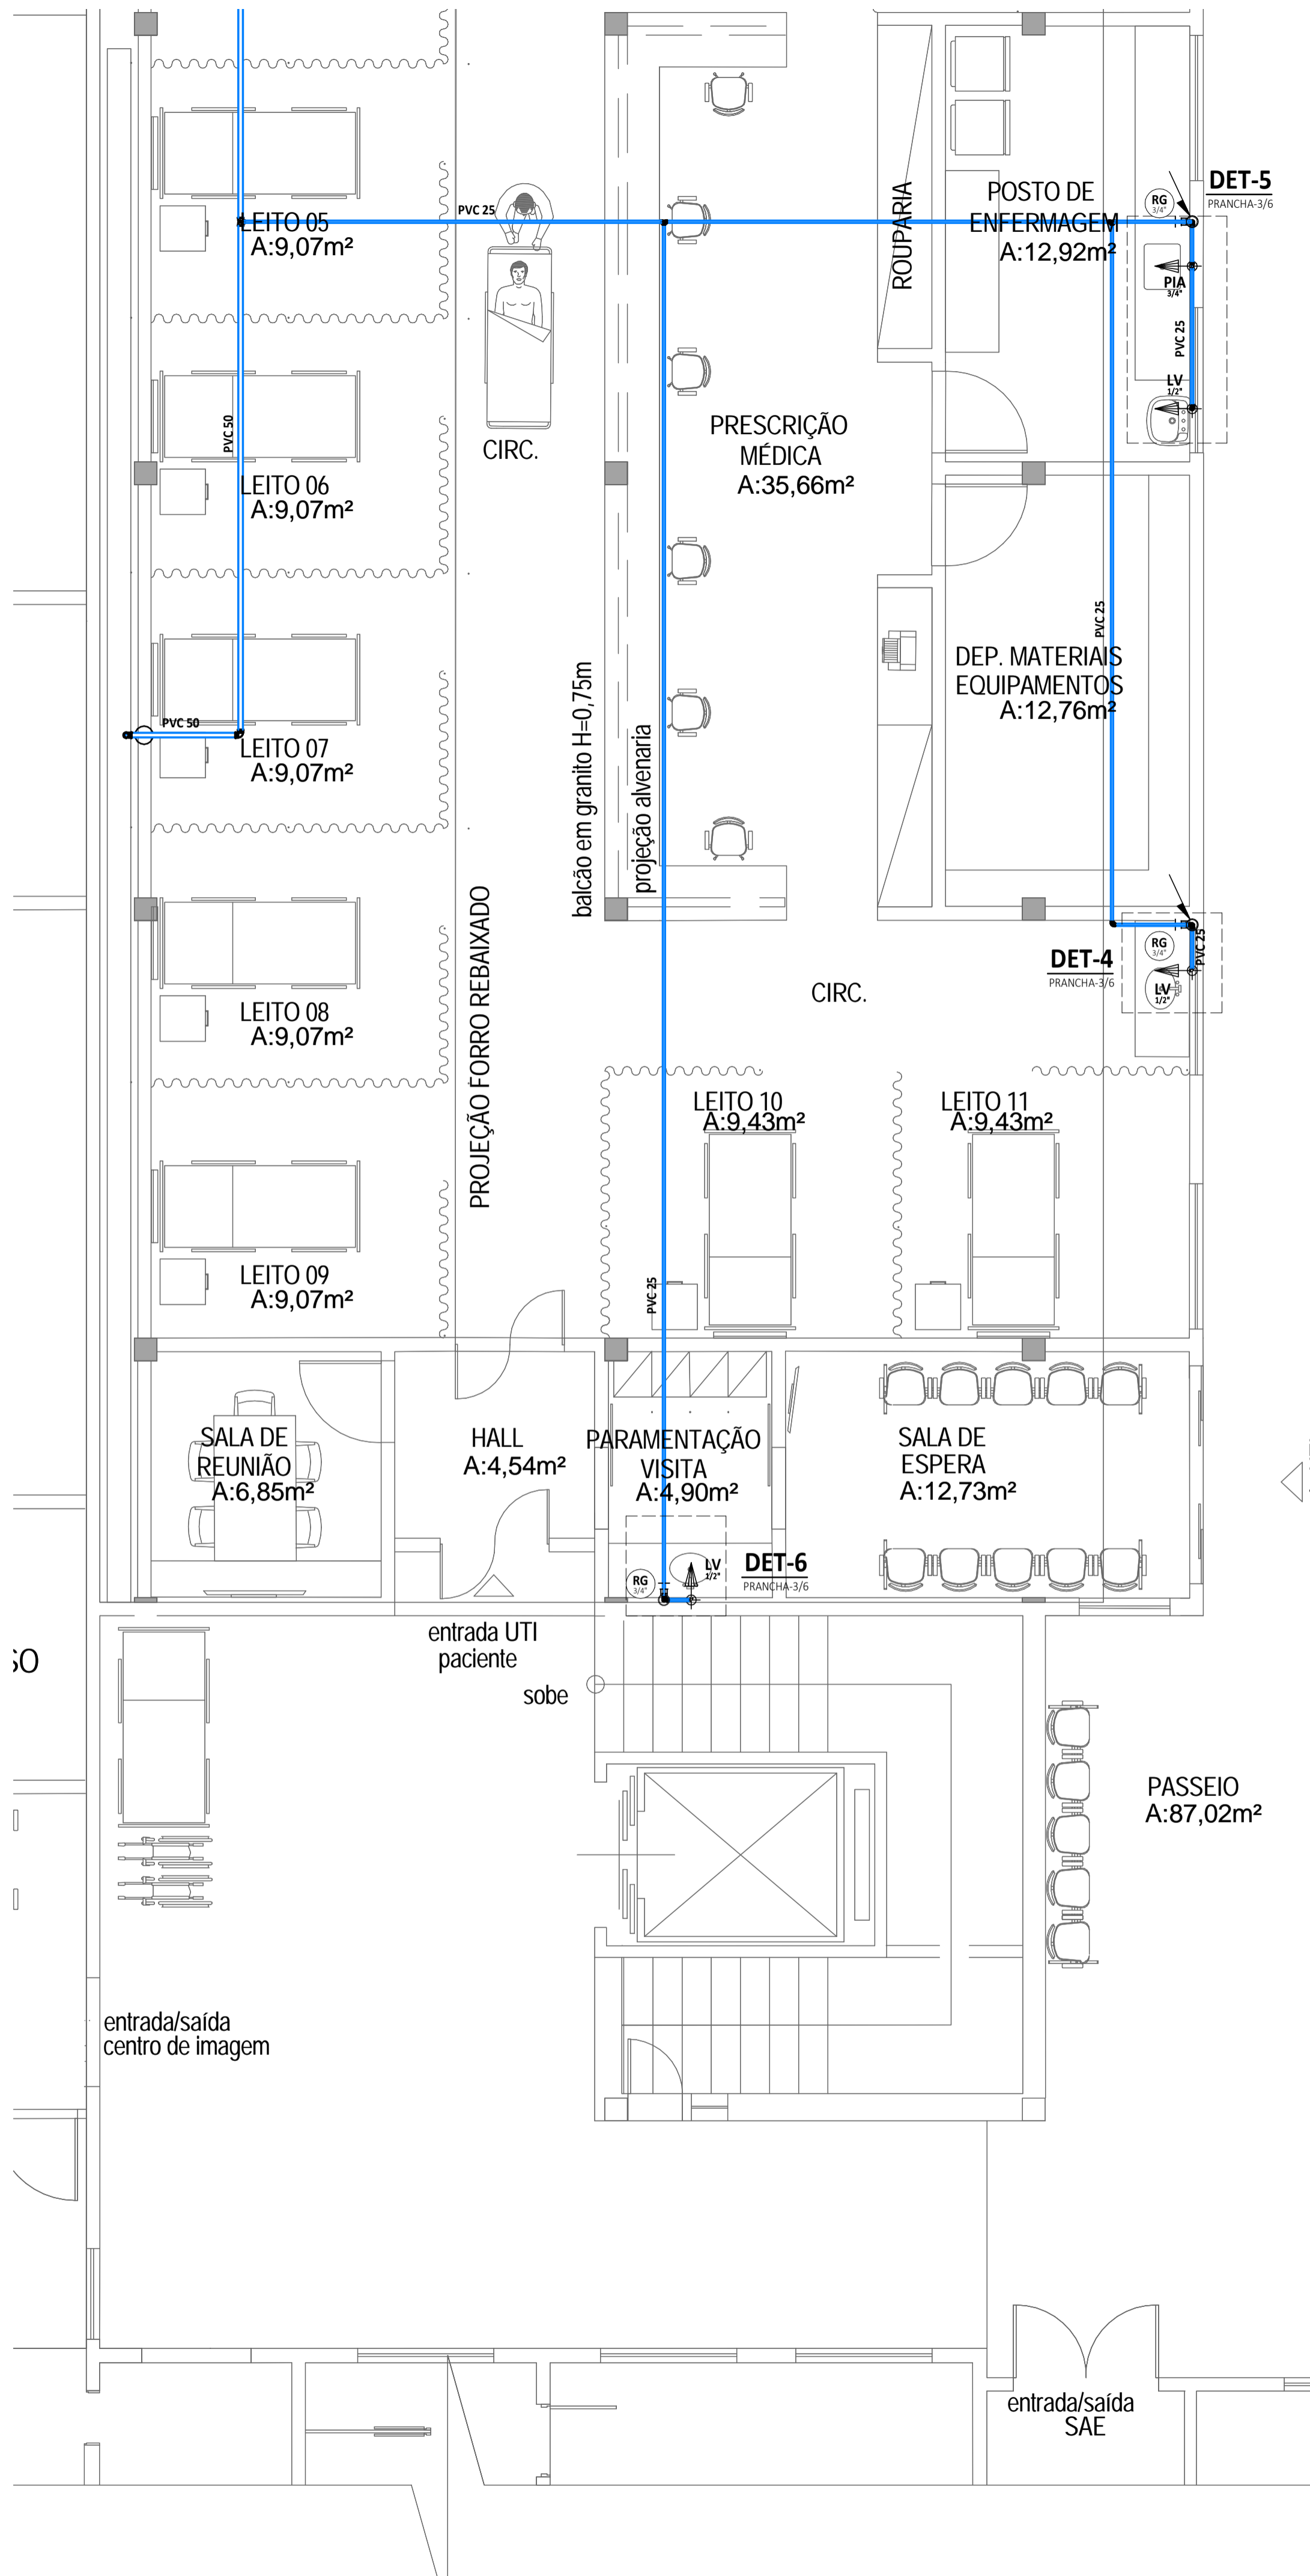 DET-5
PRANCHA-3/6
RG
3/4"
POSTO DE
ENFERMAGEM
A:12,92m²
ROUPARIA
PVC 25
LEITO 05
A:9,07m²
PIA
3/4"
PVC 25
LV
1/2"
PVC 50
CIRC.
PRESCRIÇÃO
MÉDICA
A:35,66m²
LEITO 06
A:9,07m²
PVC 25
DEP. MATERIAIS
EQUIPAMENTOS
A:12,76m²
PVC 50
LEITO 07
A:9,07m²
balcão em granito H=0,75m
projeção alvenaria
PROJEÇÃO FORRO REBAIXADO
DET-4
PRANCHA-3/6
RG
3/4"
PVC 25
LV
1/2"
CIRC.
LEITO 08
A:9,07m²
LEITO 10
A:9,43m²
LEITO 11
A:9,43m²
LEITO 09
A:9,07m²
PVC 25
SALA DE
REUNIÃO
A:6,85m²
HALL
A:4,54m²
PARAMENTAÇÃO
VISITA
A:4,90m²
SALA DE
ESPERA
A:12,73m²
RG
3/4"
LV
1/2"
DET-6
PRANCHA-3/6
entrada UTI
paciente
sobe
PASSEIO
A:87,02m²
entrada/saída
centro de imagem
entrada/saída
SAE